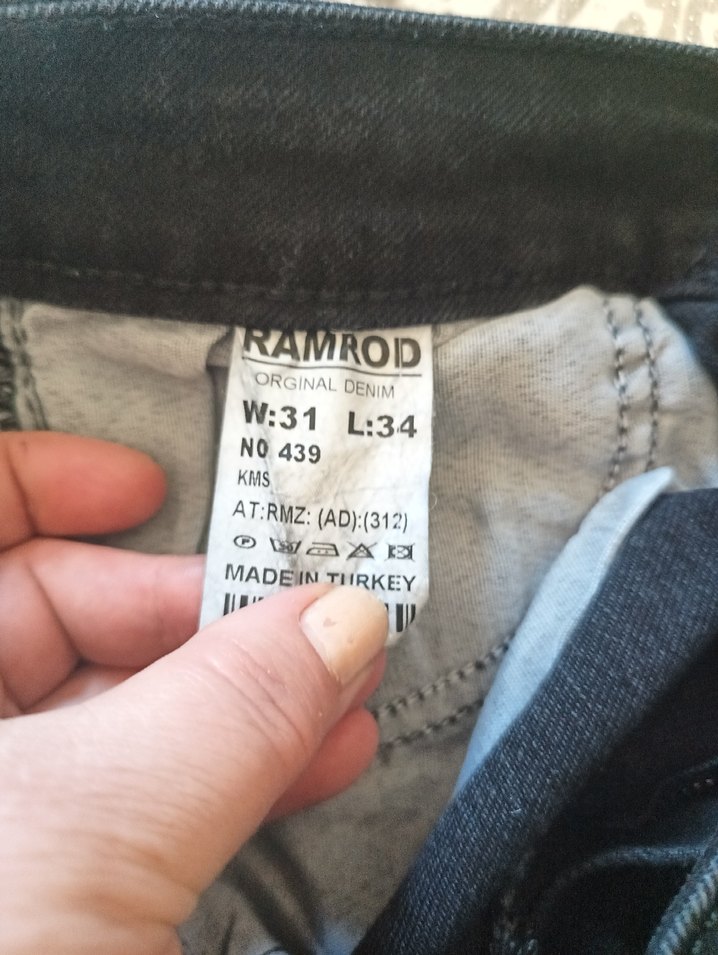 RAMROD
ORGINAL DENIM
W:31 L:34
NO 439
KMS
AT:RMZ: (AD):(312)
MADE IN TURKEY